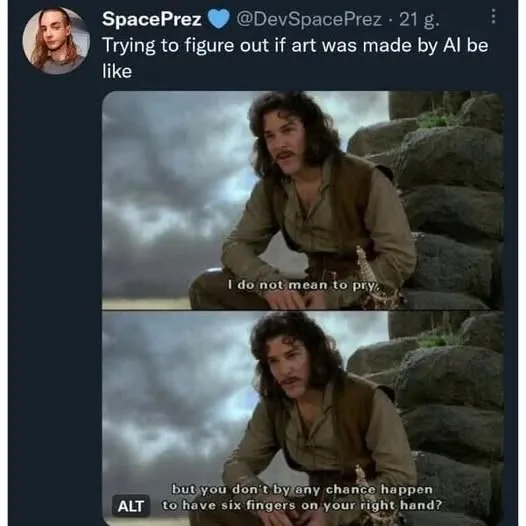 SpacePrez 💙 @DevSpacePrez · 21 g.
Trying to figure out if art was made by AI be
like
I do not mean to pry,
but you don't by any chance happen
to have six fingers on your right hand?
ALT